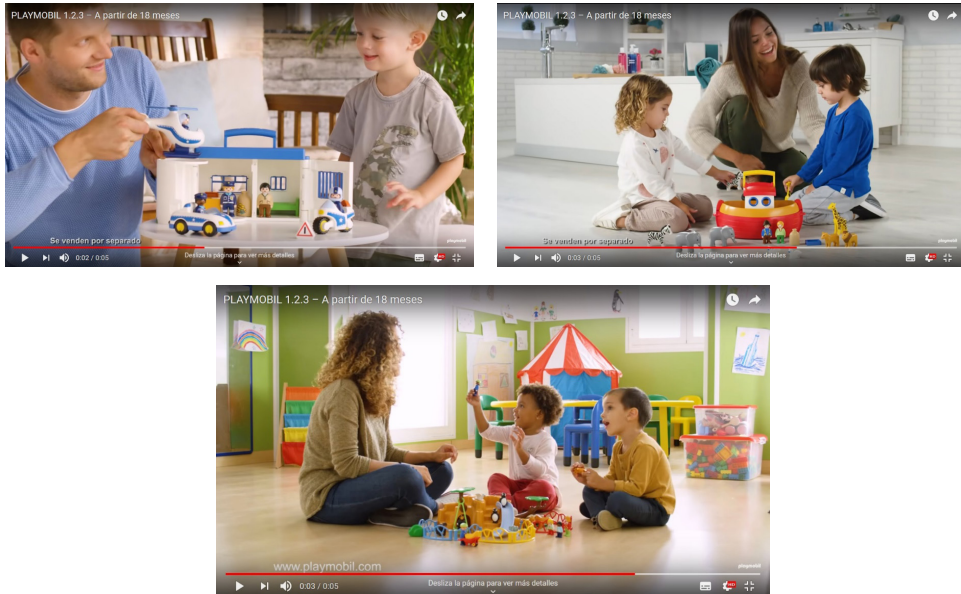 PLAYMOBIL 1.2.3 – A partir de 18 meses
Se venden por separado
playmobil
0:02 / 0:05
Desliza la página para ver más detalles
HD
PLAYMOBIL 1.2.3 – A partir de 18 meses
Se venden por separado
playmobil
0:03 / 0:05
Desliza la página para ver más detalles
HD
PLAYMOBIL 1.2.3 – A partir de 18 meses
www.playmobil.com
playmobil
0:03 / 0:05
Desliza la página para ver más detalles
HD